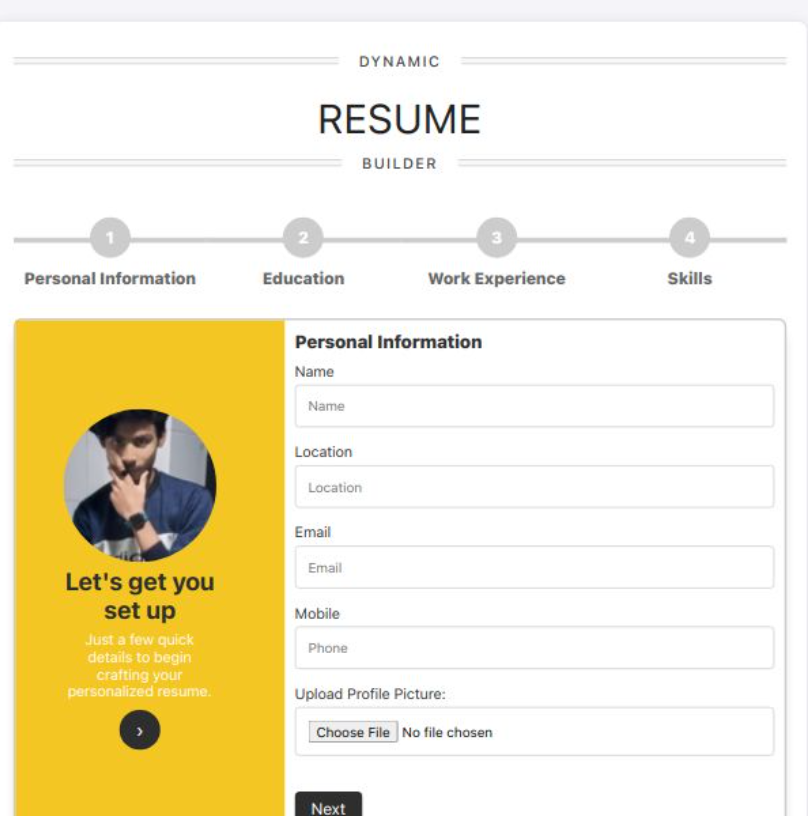 DYNAMIC
RESUME
BUILDER
1 2 3 4
Personal Information Education Work Experience Skills
Let's get you
set up
Just a few quick
details to begin
crafting your
personalized resume.
›
Personal Information
Name
Name
Location
Location
Email
Email
Mobile
Phone
Upload Profile Picture:
Choose File No file chosen
Next